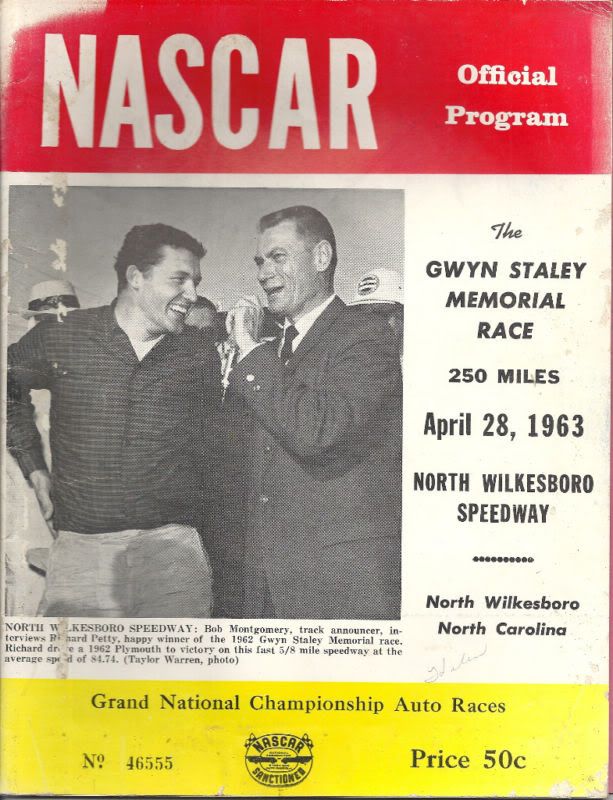 NASCAR
Official
Program
The
GWYN STALEY
MEMORIAL
RACE
250 MILES
April 28, 1963
NORTH WILKESBORO
SPEEDWAY
North Wilkesboro
North Carolina
NORTH WILKESBORO SPEEDWAY: Bob Montgomery, track announcer, in-
terviews Richard Petty, happy winner of the 1962 Gwyn Staley Memorial race.
Richard drove a 1962 Plymouth to victory on this fast 5/8 mile speedway at the
average speed of 84.74. (Taylor Warren, photo)
Grand National Championship Auto Races
Nº 46555
NASCAR
SANCTIONED
Price 50c